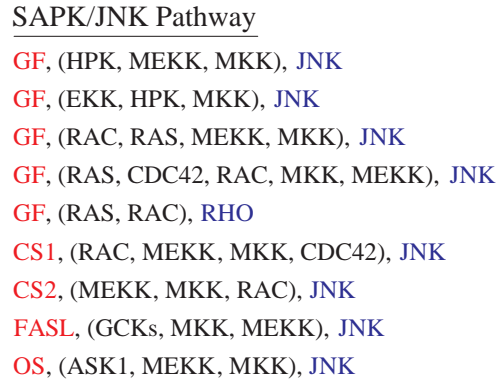 SAPK/JNK Pathway
GF, (HPK, MEKK, MKK), JNK
GF, (EKK, HPK, MKK), JNK
GF, (RAC, RAS, MEKK, MKK), JNK
GF, (RAS, CDC42, RAC, MKK, MEKK), JNK
GF, (RAS, RAC), RHO
CS1, (RAC, MEKK, MKK, CDC42), JNK
CS2, (MEKK, MKK, RAC), JNK
FASL, (GCKs, MKK, MEKK), JNK
OS, (ASK1, MEKK, MKK), JNK